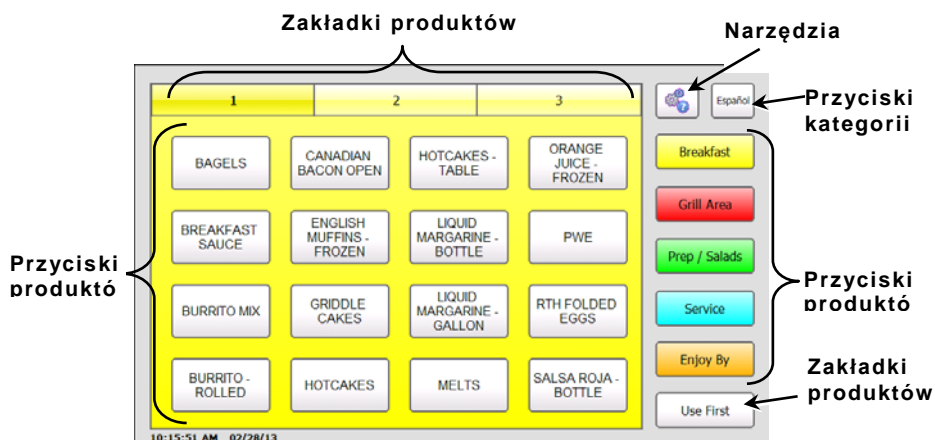 Zakładki produktów
Narzędzia
1
2
3
Español
Przyciski
kategorii
BAGELS
CANADIAN
BACON OPEN
HOTCAKES -
TABLE
ORANGE
JUICE -
FROZEN
Breakfast
Grill Area
BREAKFAST
SAUCE
ENGLISH
MUFFINS -
FROZEN
LIQUID
MARGARINE -
BOTTLE
PWE
Prep / Salads
Przyciski
produktó
Przyciski
produktó
BURRITO MIX
GRIDDLE
CAKES
LIQUID
MARGARINE -
GALLON
RTH FOLDED
EGGS
Service
Enjoy By
Zakładki
produktów
BURRITO -
ROLLED
HOTCAKES
MELTS
SALSA ROJA -
BOTTLE
Use First
10:15:51 AM 02/28/13